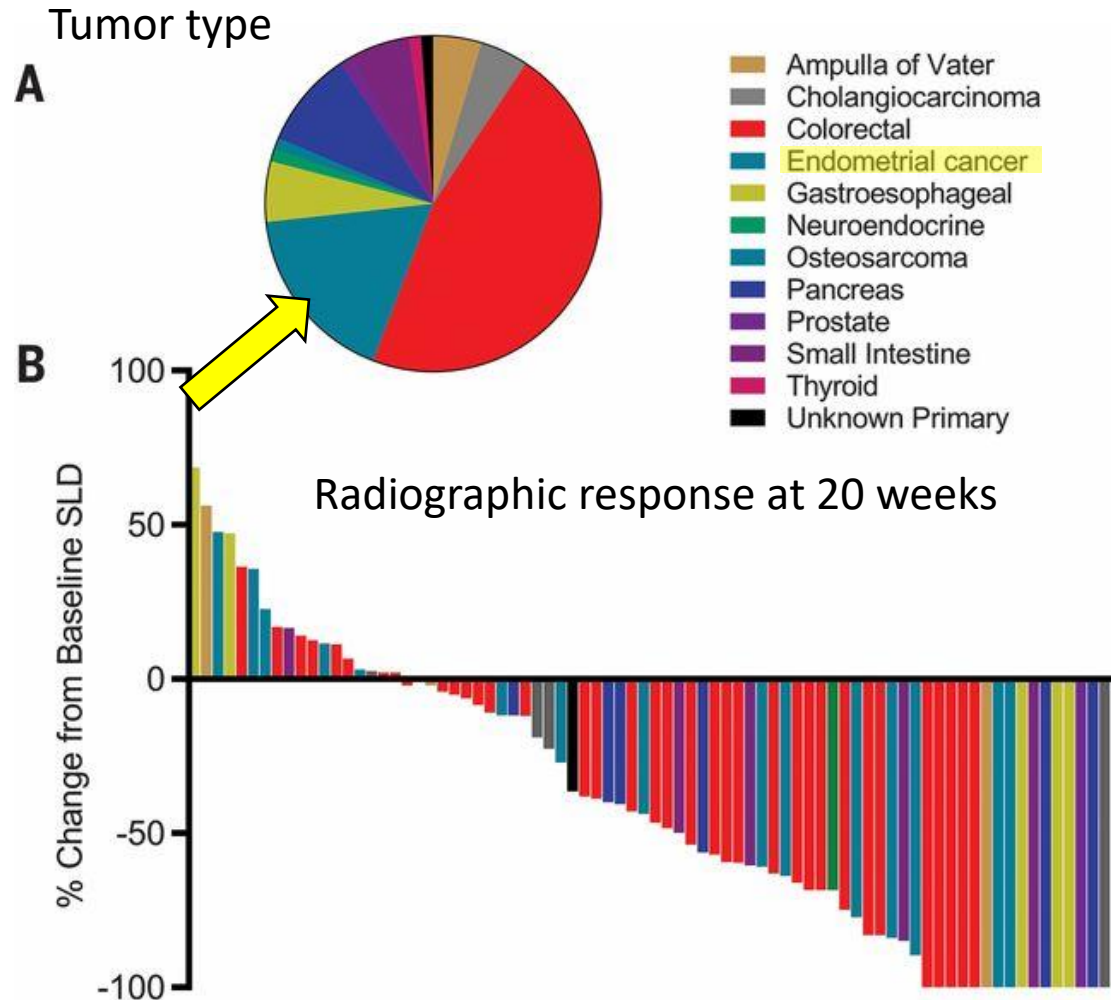 Tumor type
A
Ampulla of Vater
Cholangiocarcinoma
Colorectal
Endometrial cancer
Gastroesophageal
Neuroendocrine
Osteosarcoma
Pancreas
Prostate
Small Intestine
Thyroid
Unknown Primary
B
Radiographic response at 20 weeks
% Change from Baseline SLD
100
50
0
-50
-100